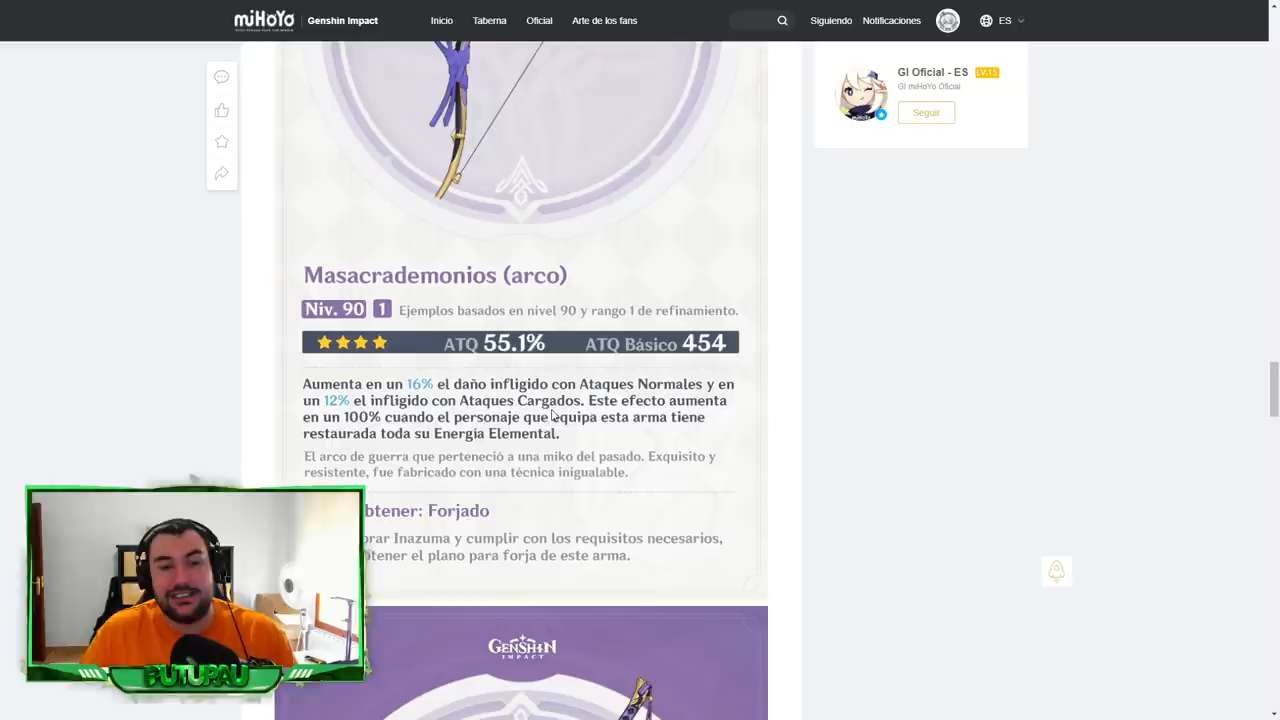 miHoYo
Genshin Impact
Inicio
Taberna
Oficial
Arte de los fans
Siguiendo
Notificaciones
ES
GI Oficial - ES
LV.15
GI miHoYo Oficial
Seguir
Masacrademonios (arco)
Niv. 90 1 Ejemplos basados en nivel 90 y rango 1 de refinamiento.
ATQ 55.1% ATQ Básico 454
Aumenta en un 16% el daño infligido con Ataques Normales y en
un 12% el infligido con Ataques Cargados. Este efecto aumenta
en un 100% cuando el personaje que equipa esta arma tiene
restaurada toda su Energía Elemental.
El arco de guerra que perteneció a una miko del pasado. Exquisito y
resistente, fue fabricado con una técnica inigualable.
btener: Forjado
rar Inazuma y cumplir con los requisitos necesarios,
tener el plano para forja de este arma.
GENSHIN
IMPACT
PUTUPAU